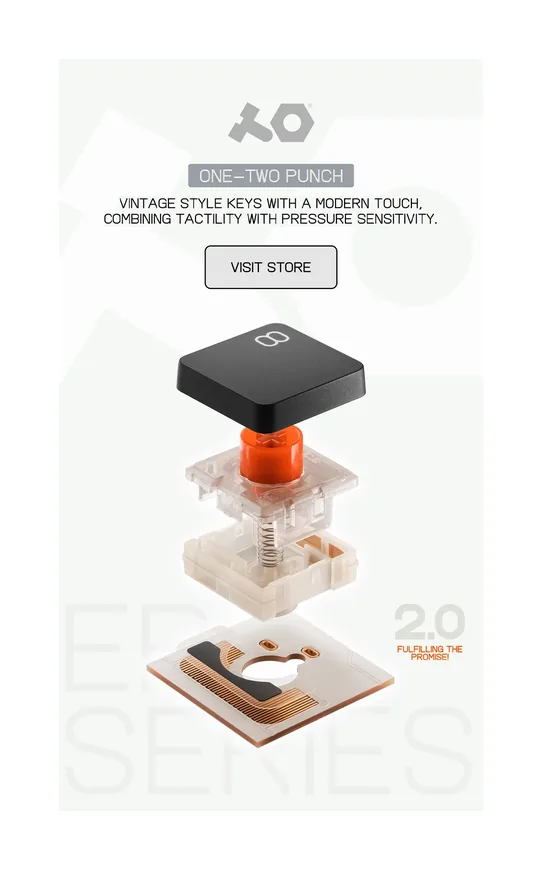 ONE-TWO PUNCH
VINTAGE STYLE KEYS WITH A MODERN TOUCH,
COMBINING TACTILITY WITH PRESSURE SENSITIVITY.
VISIT STORE
8
2.0
FULFILLING THE
PROMISE!
EP
SERIES